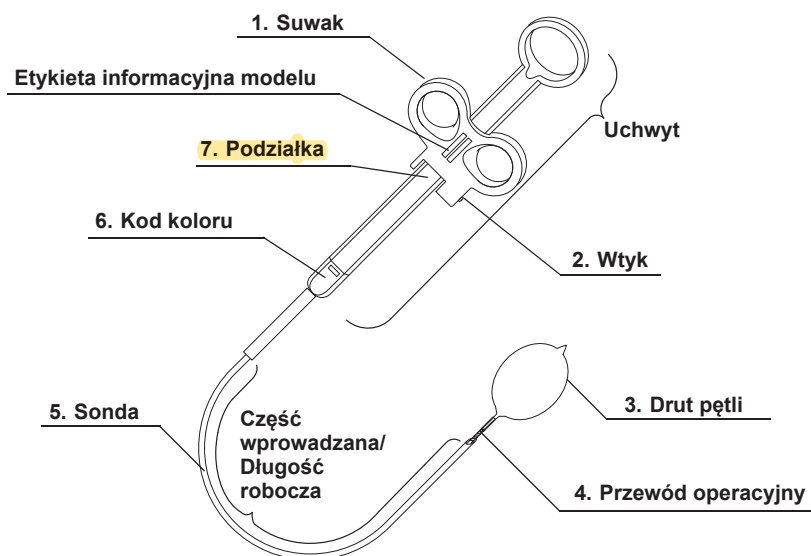 1. Suwak
Etykieta informacyjna modelu
Uchwyt
7. Podziałka
6. Kod koloru
2. Wtyk
5. Sonda
Część
wprowadzana/
Długość
robocza
3. Drut pętli
4. Przewód operacyjny